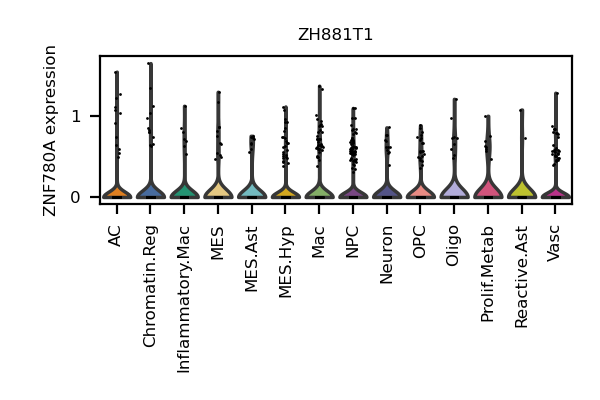 ZH881T1
ZNF780A expression
1
0
AC
Chromatin.Reg
Inflammatory.Mac
MES
MES.Ast
MES.Hyp
Mac
NPC
Neuron
OPC
Oligo
Prolif.Metab
Reactive.Ast
Vasc